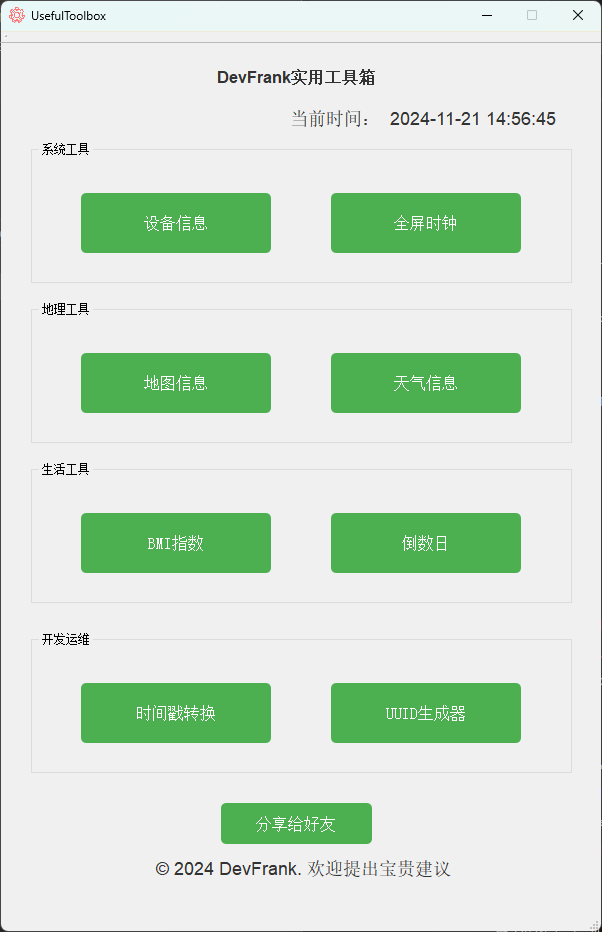 UsefulToolbox
DevFrank实用工具箱
当前时间： 2024-11-21 14:56:45
系统工具
设备信息 全屏时钟
地理工具
地图信息 天气信息
生活工具
BMI指数 倒数日
开发运维
时间戳转换 UUID生成器
分享给好友
© 2024 DevFrank. 欢迎提出宝贵建议